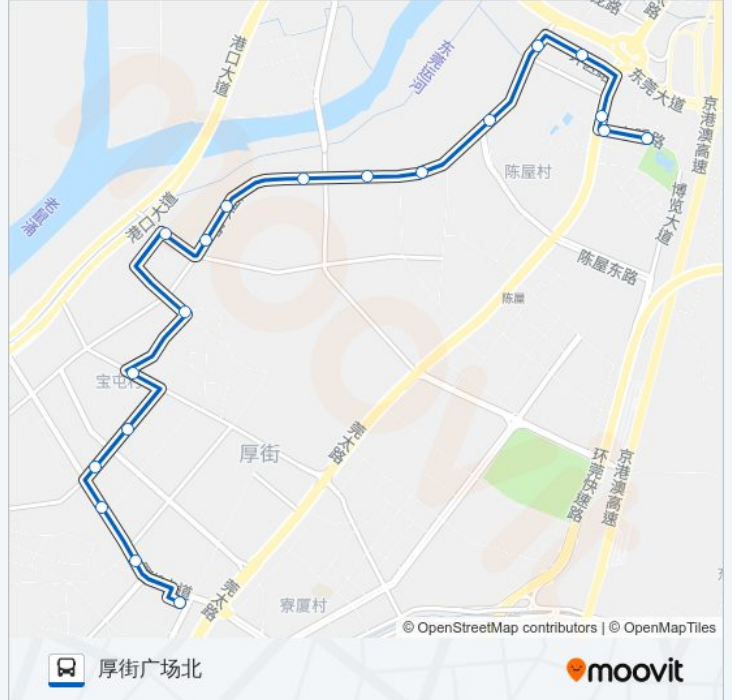 港口大道
东莞运河
东莞大道
京港澳高速
老鼠涌
港口大道
陈屋村
博览大道
陈屋东路
陈屋
宝屯村
厚街
莞太路
环莞快速路
京港澳高速
莞太路
寮厦村
© OpenStreetMap contributors | © OpenMapTiles
厚街广场北
moovit